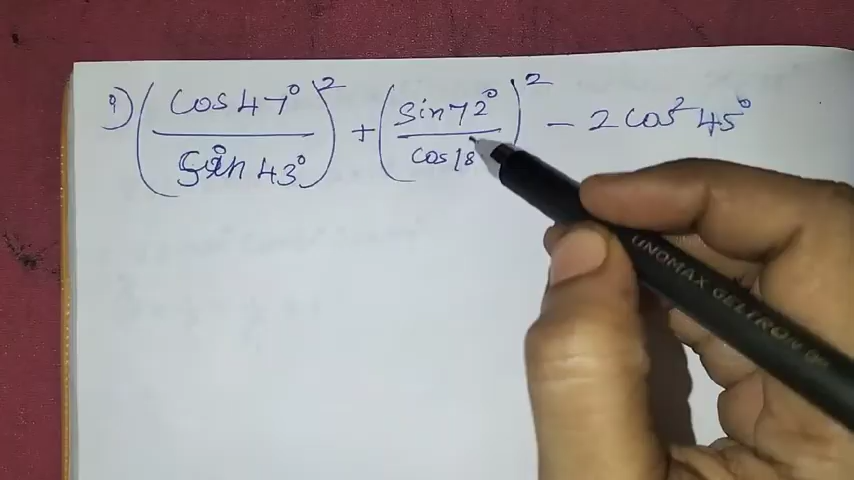 9) (cos 47° / sin 43°)² + (sin 72° / cos 18)² - 2 cos² 45°
UNOMAX GELTRON